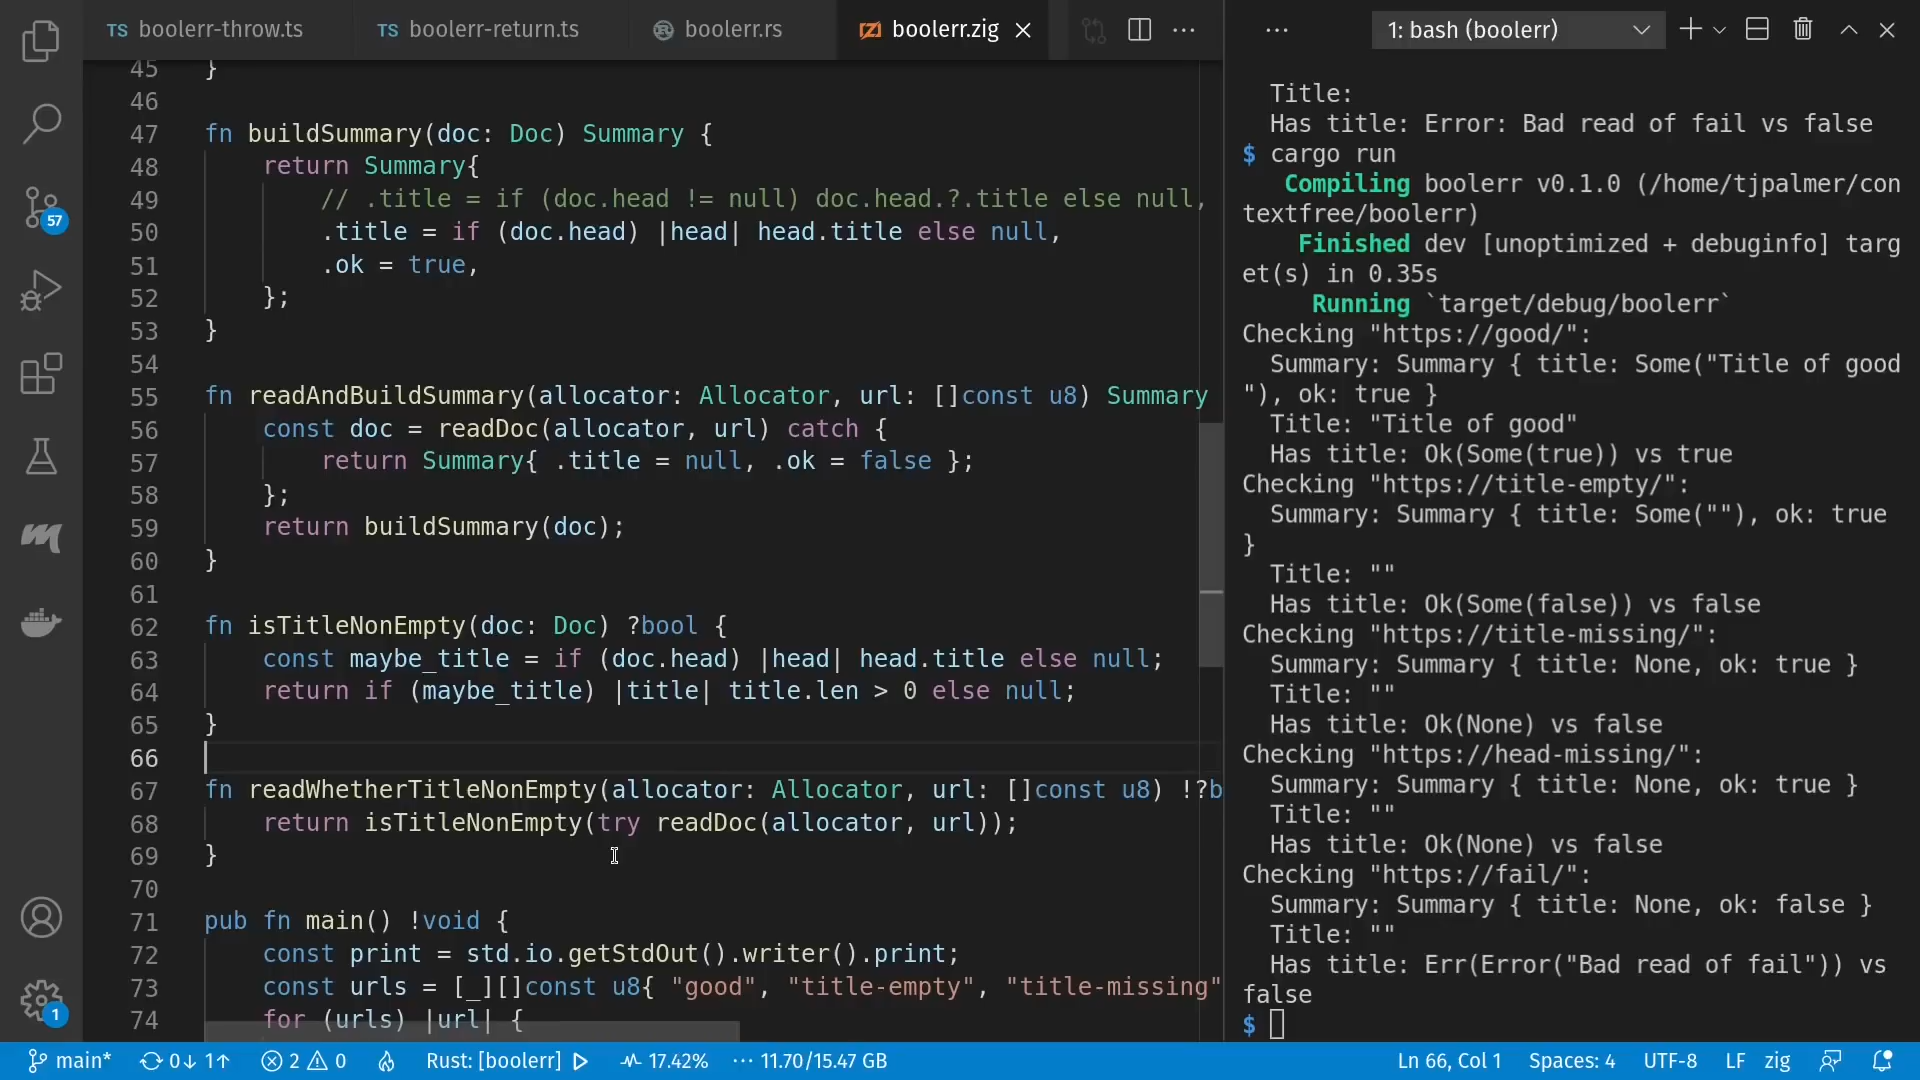 TS boolerr-throw.ts
TS boolerr-return.ts
boolerr.rs
boolerr.zig
45 }
46
47 fn buildSummary(doc: Doc) Summary {
48     return Summary{
49         // .title = if (doc.head != null) doc.head.?.title else null,
50         .title = if (doc.head) |head| head.title else null,
51         .ok = true,
52     };
53 }
54
55 fn readAndBuildSummary(allocator: Allocator, url: []const u8) Summary
56     const doc = readDoc(allocator, url) catch {
57         return Summary{ .title = null, .ok = false };
58     };
59     return buildSummary(doc);
60 }
61
62 fn isTitleNonEmpty(doc: Doc) ?bool {
63     const maybe_title = if (doc.head) |head| head.title else null;
64     return if (maybe_title) |title| title.len > 0 else null;
65 }
66
67 fn readWhetherTitleNonEmpty(allocator: Allocator, url: []const u8) !?b
68     return isTitleNonEmpty(try readDoc(allocator, url));
69 }
70
71 pub fn main() !void {
72     const print = std.io.getStdOut().writer().print;
73     const urls = [_][]const u8{ "good", "title-empty", "title-missing"
74     for (urls) |url| {
57
1
1: bash (boolerr)
  Title:
  Has title: Error: Bad read of fail vs false
$ cargo run
   Compiling boolerr v0.1.0 (/home/tjpalmer/con
textfree/boolerr)
    Finished dev [unoptimized + debuginfo] targ
et(s) in 0.35s
     Running `target/debug/boolerr`
Checking "https://good/":
  Summary: Summary { title: Some("Title of good
"), ok: true }
  Title: "Title of good"
  Has title: Ok(Some(true)) vs true
Checking "https://title-empty/":
  Summary: Summary { title: Some(""), ok: true
}
  Title: ""
  Has title: Ok(Some(false)) vs false
Checking "https://title-missing/":
  Summary: Summary { title: None, ok: true }
  Title: ""
  Has title: Ok(None) vs false
Checking "https://head-missing/":
  Summary: Summary { title: None, ok: true }
  Title: ""
  Has title: Ok(None) vs false
Checking "https://fail/":
  Summary: Summary { title: None, ok: false }
  Title: ""
  Has title: Err(Error("Bad read of fail")) vs
false
$
main* 0↓ 1↑ 2 0 Rust: [boolerr] 17.42% ··· 11.70/15.47 GB Ln 66, Col 1 Spaces: 4 UTF-8 LF zig